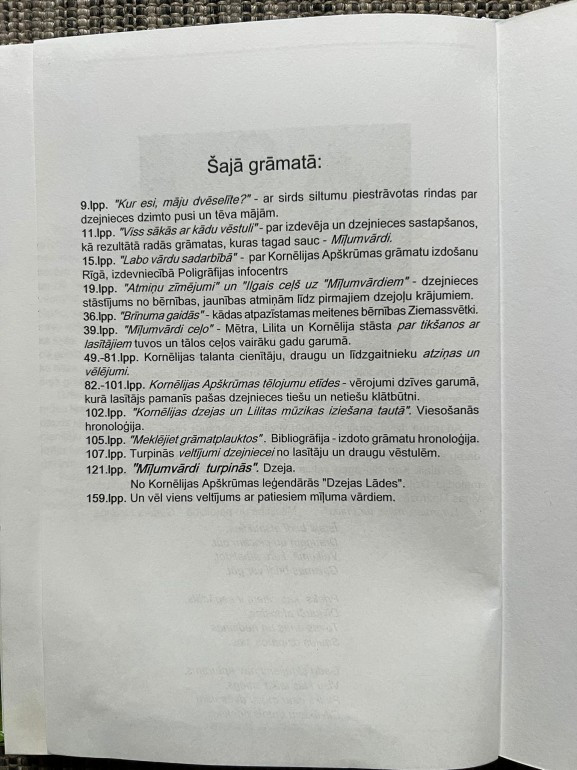 Šajā grāmatā:
9.lpp. "Kur esi, māju dvēselīte?" - ar sirds siltumu piestrāvotas rindas par
dzejnieces dzimto pusi un tēva mājām.
11.lpp. "Viss sākās ar kādu vēstuli" - par izdevēja un dzejnieces sastapšanos,
kā rezultātā radās grāmatas, kuras tagad sauc - Mīļumvārdi.
15.lpp. "Labo vārdu sadarbībā" - par Kornēlijas Apškrūmas grāmatu izdošanu
Rīgā, izdevniecībā Poligrāfijas infocentrs
19.lpp. "Atmiņu zīmējumi" un "Ilgais ceļš uz "Mīļumvārdiem" - dzejnieces
stāstījums no bērnības, jaunības atmiņām līdz pirmajiem dzejoļu krājumiem.
36.lpp. "Brīnuma gaidās" - kādas atpazīstamas meitenes bērnības Ziemassvētki.
39.lpp. "Mīļumvārdi ceļo" - Mētra, Lilita un Kornēlija stāsta par tikšanos ar
lasītājiem tuvos un tālos ceļos vairāku gadu garumā.
49.-81.lpp. Kornēlijas talanta cienītāju, draugu un līdzgaitnieku atziņas un
vēlējumi.
82.-101.lpp. Kornēlijas Apškrūmas tēlojumu etīdes - vērojumi dzīves garumā,
kurā lasītājs pamanīs pašas dzejnieces tiešu un netiešu klātbūtni.
102.lpp. "Kornēlijas dzejas un Lilitas mūzikas iziešana tautā". Viesošanās
hronoloģija.
105.lpp. "Meklējiet grāmatplauktos". Bibliogrāfija - izdoto grāmatu hronoloģija.
107.lpp. Turpinās veltījumi dzejniecei no lasītāju un draugu vēstulēm.
121.lpp. "Mīļumvārdi turpinās". Dzeja.
No Kornēlijas Apškrūmas leģendārās "Dzejas Lādes".
159.lpp. Un vēl viens veltījums ar patiesiem mīļuma vārdiem.